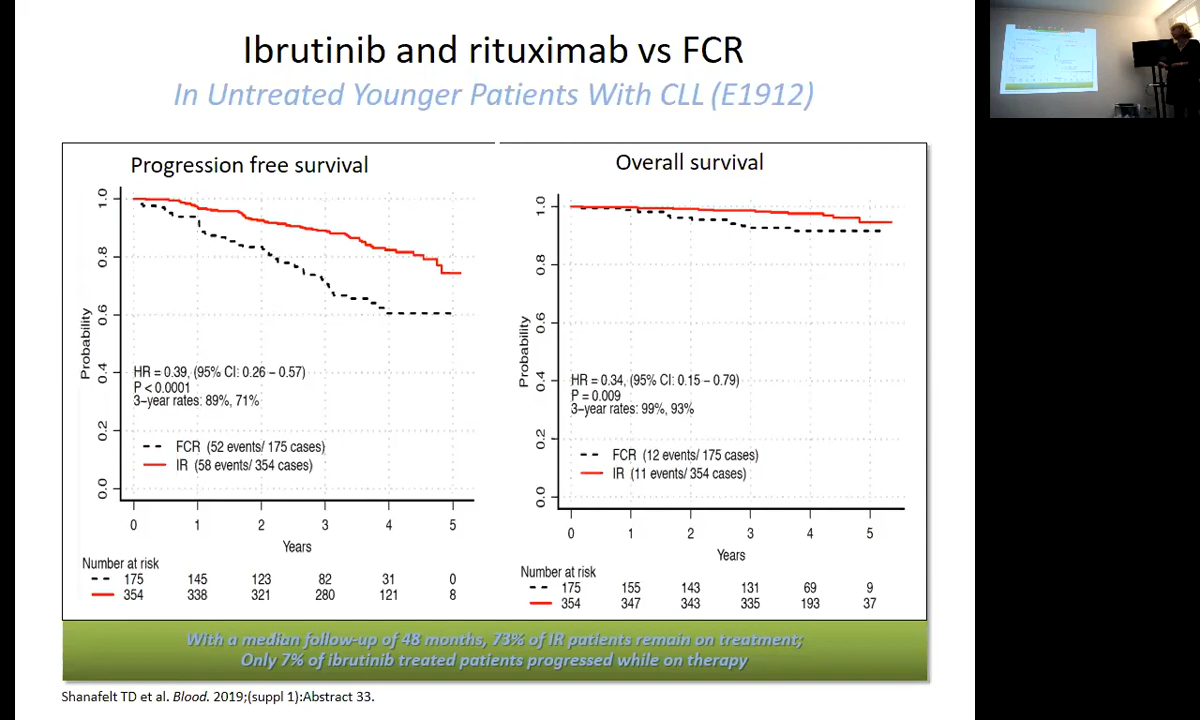 Ibrutinib and rituximab vs FCR
In Untreated Younger Patients With CLL (E1912)
Progression free survival
1.0
0.8
0.6
0.4
0.2
0.0
Probability
HR = 0.39, (95% CI: 0.26 – 0.57)
P < 0.0001
3–year rates: 89%, 71%
FCR (52 events/ 175 cases)
IR (58 events/ 354 cases)
0 1 2 3 4 5
Years
Number at risk
175 145 123 82 31 0
354 338 321 280 121 8
Overall survival
1.0
0.8
0.6
0.4
0.2
0.0
Probability
HR = 0.34, (95% CI: 0.15 – 0.79)
P = 0.009
3–year rates: 99%, 93%
FCR (12 events/ 175 cases)
IR (11 events/ 354 cases)
0 1 2 3 4 5
Years
Number at risk
175 155 143 131 69 9
354 347 343 335 193 37
With a median follow-up of 48 months, 73% of IR patients remain on treatment;
Only 7% of ibrutinib treated patients progressed while on therapy
Shanafelt TD et al. Blood. 2019;(suppl 1):Abstract 33.